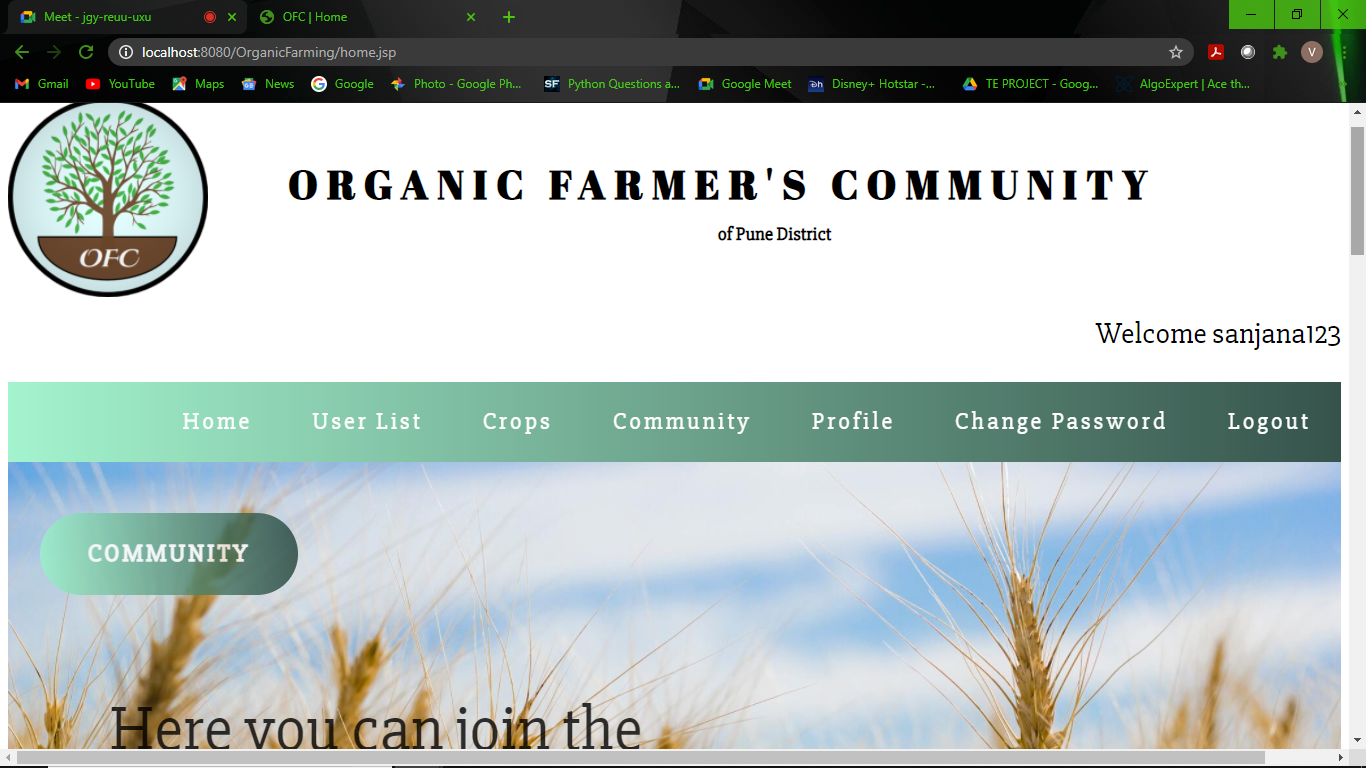 Meet - jgy-reuu-uxu
OFC | Home
localhost:8080/OrganicFarming/home.jsp
V
Gmail YouTube Maps News Google Photo - Google Ph... SF Python Questions a... Google Meet Disney+ Hotstar -... TE PROJECT - Goog... AlgoExpert | Ace th...
OFC
ORGANIC FARMER'S COMMUNITY
of Pune District
Welcome sanjana123
Home User List Crops Community Profile Change Password Logout
COMMUNITY
Here you can join the